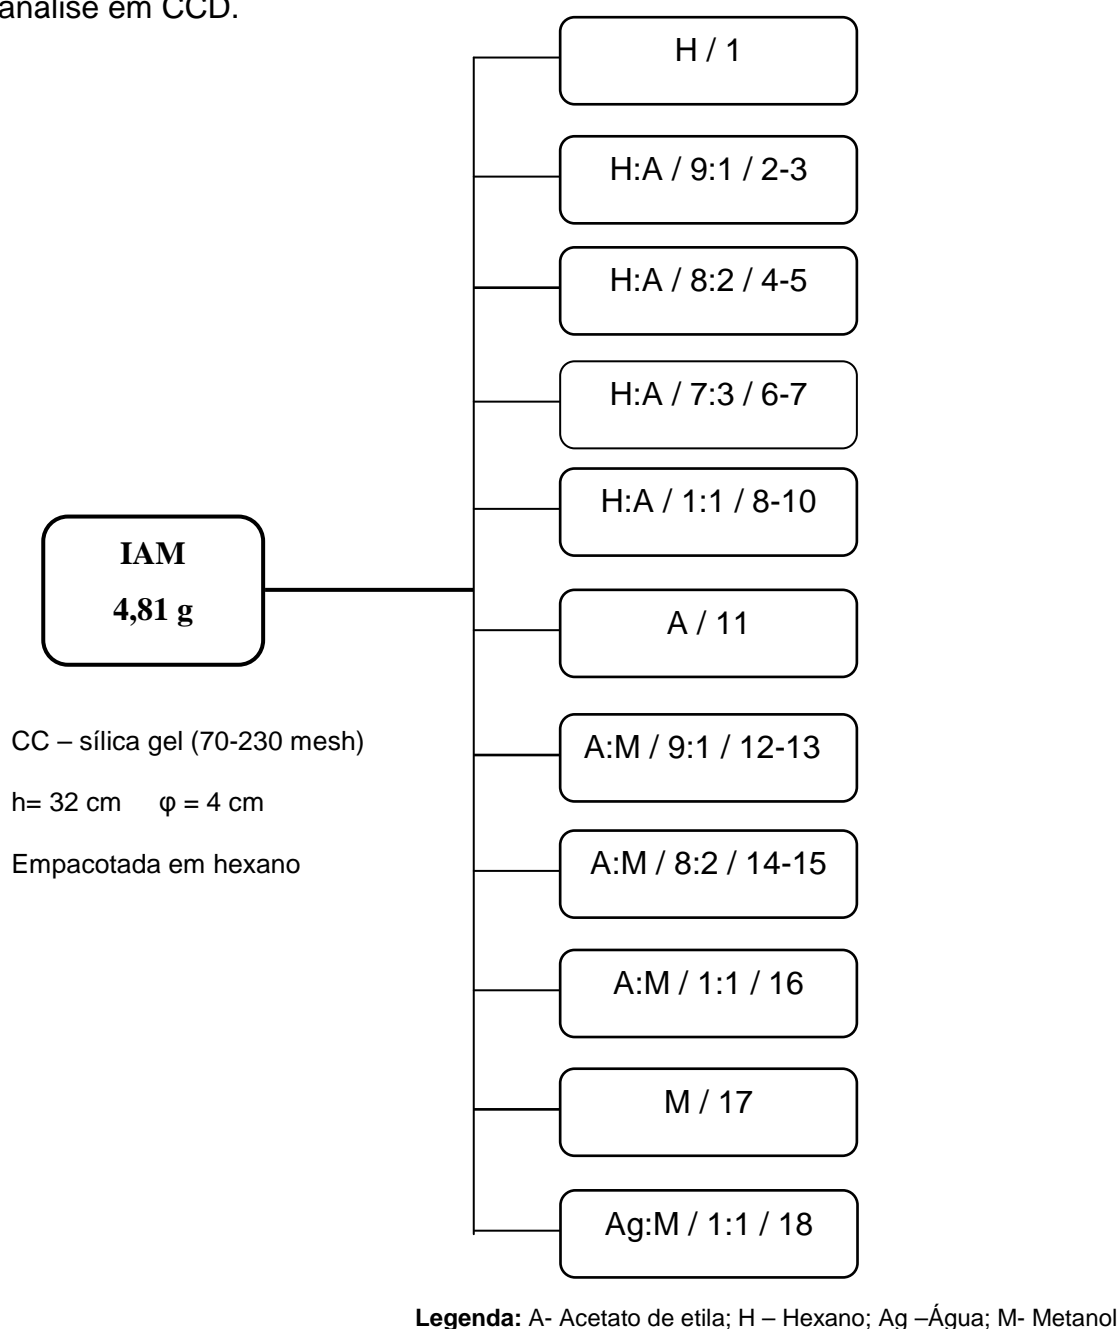 análise em CCD.
H / 1
H:A / 9:1 / 2-3
H:A / 8:2 / 4-5
H:A / 7:3 / 6-7
H:A / 1:1 / 8-10
IAM
4,81 g
A / 11
CC – sílica gel (70-230 mesh)
h= 32 cm φ = 4 cm
Empacotada em hexano
A:M / 9:1 / 12-13
A:M / 8:2 / 14-15
A:M / 1:1 / 16
M / 17
Ag:M / 1:1 / 18
Legenda: A- Acetato de etila; H – Hexano; Ag –Água; M- Metanol